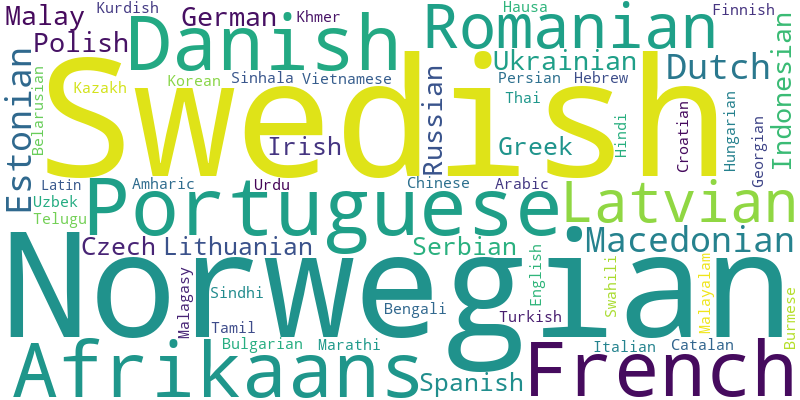 Malay
Kurdish
German
Khmer
Danish
Romanian
Hausa
Finnish
Polish
Swedish
Ukrainian
Dutch
Indonesian
Estonian
Belarusian
Kazakh
Korean
Sinhala
Vietnamese
Russian
Persian
Hebrew
Thai
Irish
Greek
Hindi
Croatian
Hungarian
Georgian
Latin
Uzbek
Telugu
Amharic
Urdu
Chinese
Arabic
Portuguese
Latvian
Norwegian
Czech
Lithuanian
Serbian
Macedonian
Malagasy
Sindhi
Tamil
Bengali
English
Turkish
Swahili
Malayalam
Burmese
Afrikaans
Bulgarian
Marathi
Spanish
French
Italian
Catalan